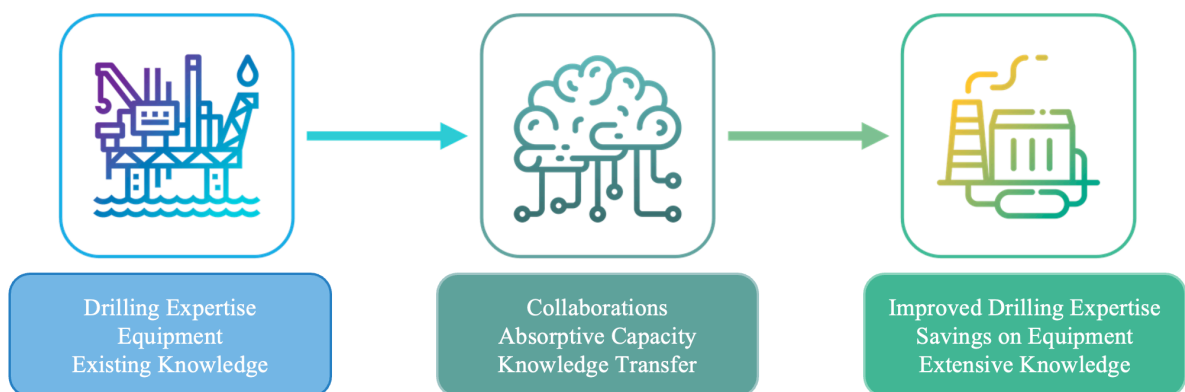 Drilling Expertise
Equipment
Existing Knowledge
Collaborations
Absorptive Capacity
Knowledge Transfer
Improved Drilling Expertise
Savings on Equipment
Extensive Knowledge